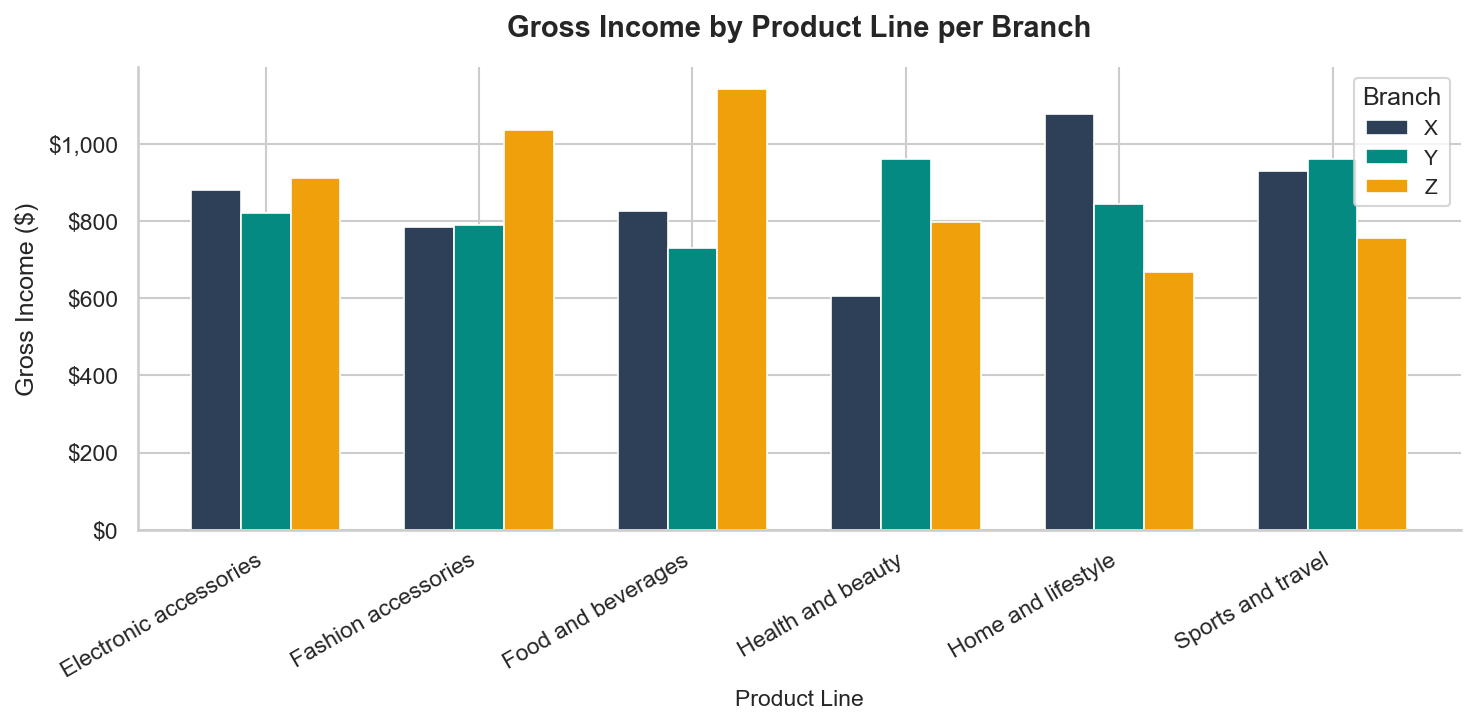 Gross Income by Product Line per Branch
Gross Income ($)
$1,000
$800
$600
$400
$200
$0
Branch
X
Y
Z
Electronic accessories
Fashion accessories
Food and beverages
Health and beauty
Home and lifestyle
Sports and travel
Product Line